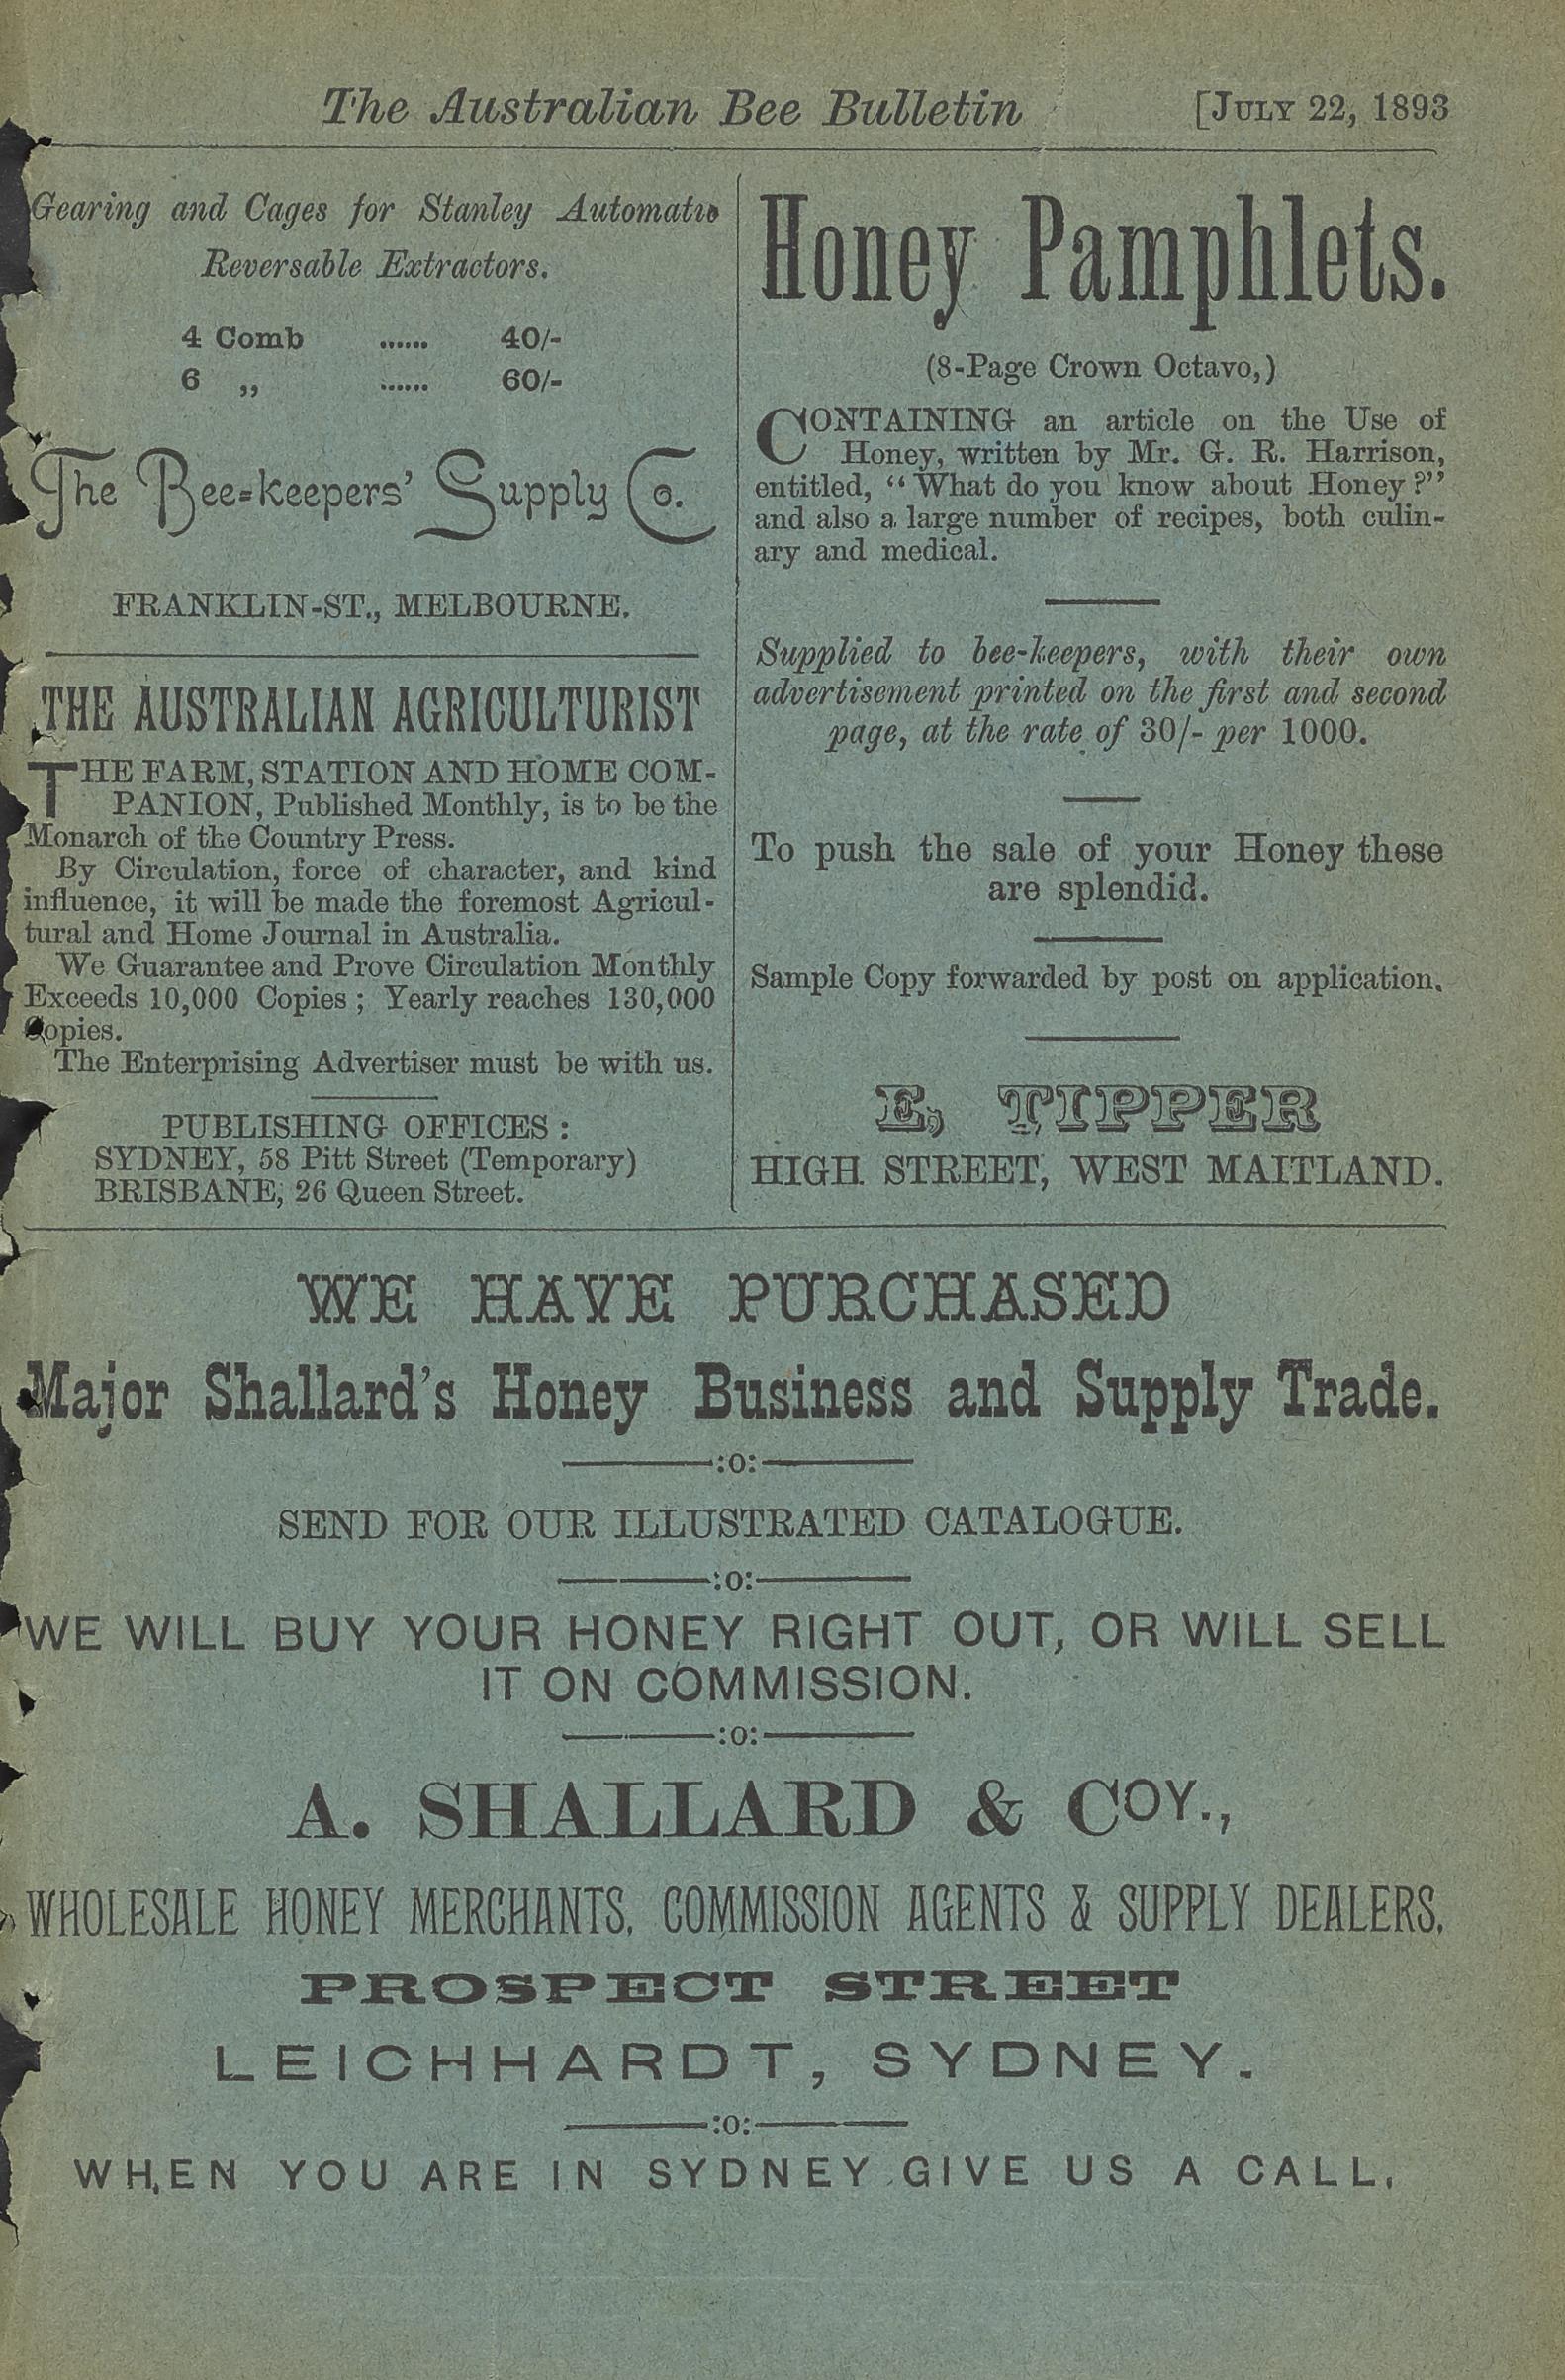 The Australian Bee Bulletin [JULY 22, 1893
Gearing and Cages for Stanley Automatic
Reversable Extractors.
4 Comb ...... 40/-
6 ,, ...... 60/-
The Bee-keepers' Supply Co.
FRANKLIN-ST., MELBOURNE.
THE AUSTRALIAN AGRICULTURIST
THE FARM, STATION AND HOME COM-
PANION, Published Monthly, is to be the
Monarch of the Country Press.
By Circulation, force of character, and kind
influence, it will be made the foremost Agricul-
tural and Home Journal in Australia.
We Guarantee and Prove Circulation Monthly
Exceeds 10,000 Copies; Yearly reaches 130,000
Copies.
The Enterprising Advertiser must be with us.
PUBLISHING OFFICES :
SYDNEY, 58 Pitt Street (Temporary)
BRISBANE, 26 Queen Street.
Honey Pamphlets.
(8-Page Crown Octavo,)
CONTAINING an article on the Use of
Honey, written by Mr. G. R. Harrison,
entitled, "What do you know about Honey?"
and also a large number of recipes, both culin-
ary and medical.
Supplied to bee-keepers, with their own
advertisement printed on the first and second
page, at the rate of 30/- per 1000.
To push the sale of your Honey these
are splendid.
Sample Copy forwarded by post on application.
E, TIPPER
HIGH STREET, WEST MAITLAND.
WE HAVE PURCHASED
Major Shallard's Honey Business and Supply Trade.
:o:
SEND FOR OUR ILLUSTRATED CATALOGUE.
:o:
WE WILL BUY YOUR HONEY RIGHT OUT, OR WILL SELL
IT ON COMMISSION.
:o:
A. SHALLARD & COY.,
WHOLESALE HONEY MERCHANTS, COMMISSION AGENTS & SUPPLY DEALERS,
PROSPECT STREET
LEICHHARDT, SYDNEY.
:o:
WHEN YOU ARE IN SYDNEY GIVE US A CALL,